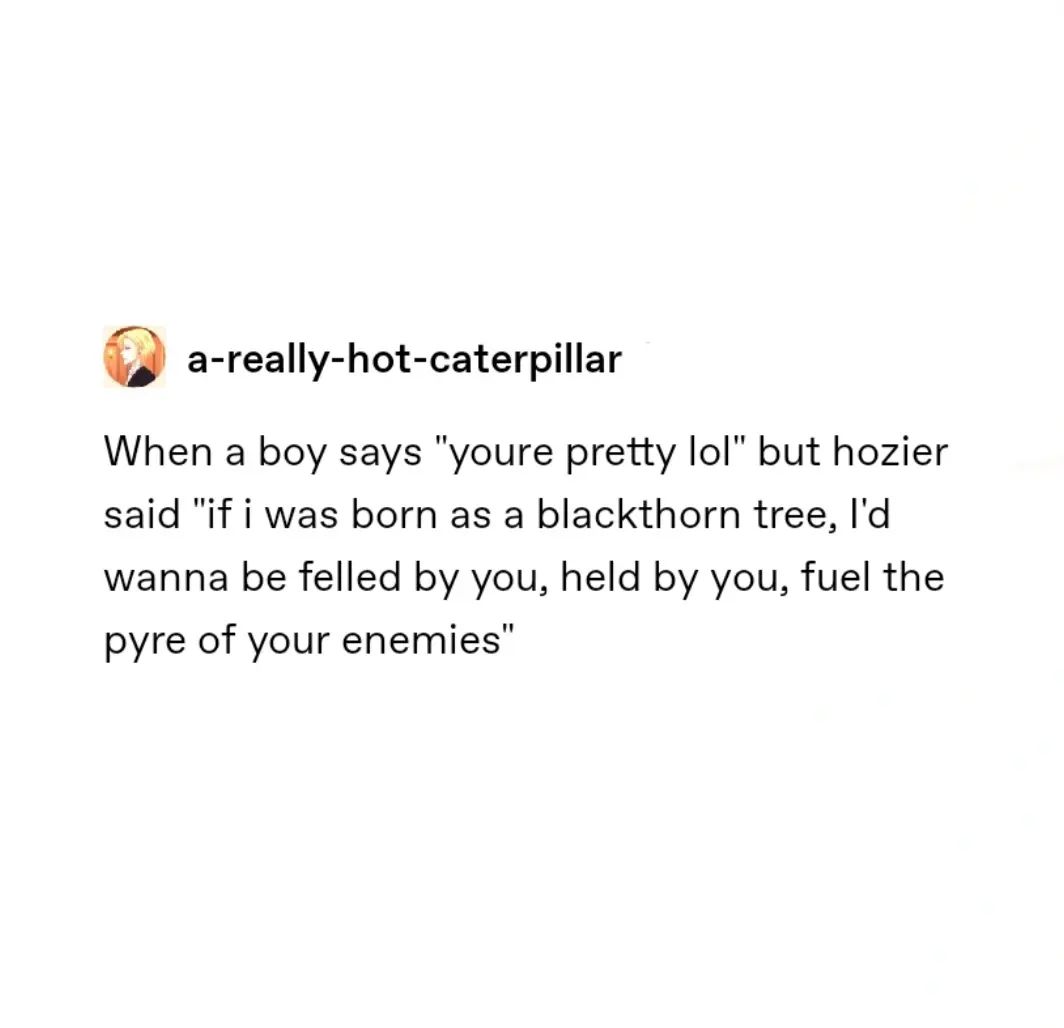 a-really-hot-caterpillar
When a boy says "youre pretty lol" but hozier
said "if i was born as a blackthorn tree, I'd
wanna be felled by you, held by you, fuel the
pyre of your enemies"